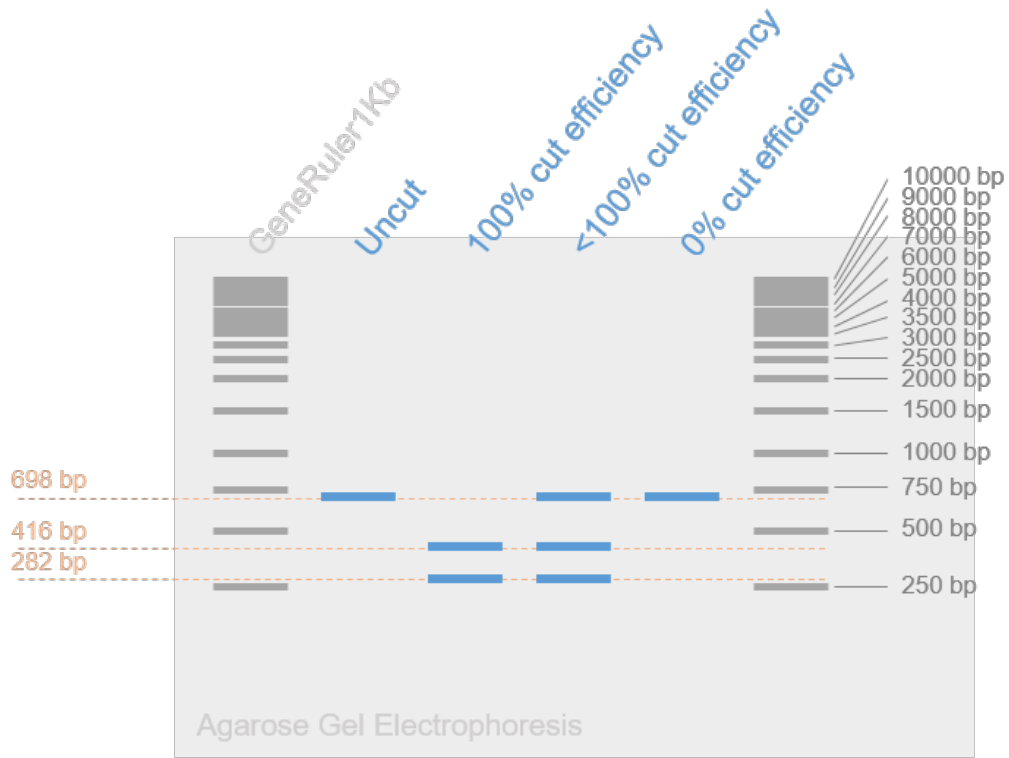 GeneRuler1Kb
Uncut
100% cut efficiency
<100% cut efficiency
0% cut efficiency
10000 bp
9000 bp
8000 bp
7000 bp
6000 bp
5000 bp
4000 bp
3500 bp
3000 bp
2500 bp
2000 bp
1500 bp
1000 bp
750 bp
500 bp
250 bp
698 bp
416 bp
282 bp
Agarose Gel Electrophoresis